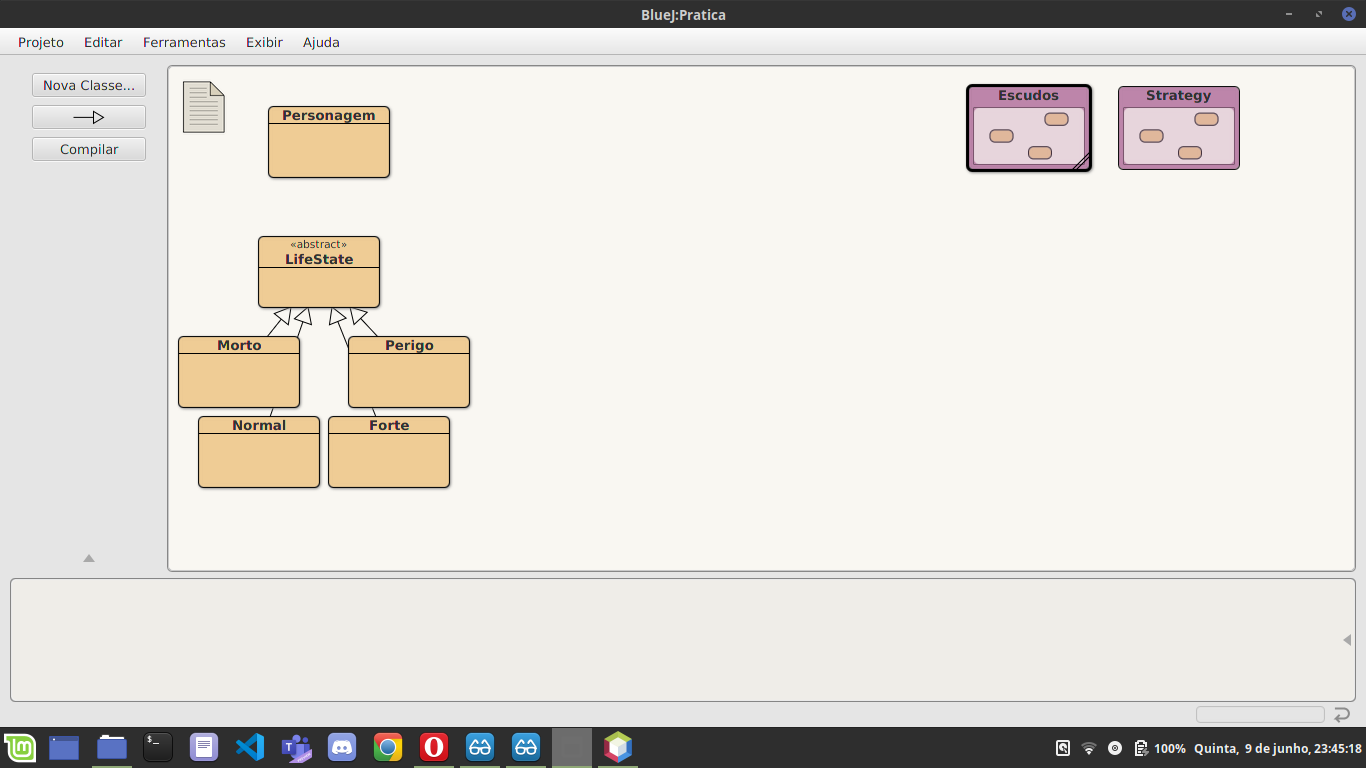 BlueJ:Pratica
Projeto Editar Ferramentas Exibir Ajuda
Nova Classe...
Compilar
Personagem
Escudos
Strategy
«abstract»
LifeState
Morto
Perigo
Normal
Forte
100% Quinta, 9 de junho, 23:45:18